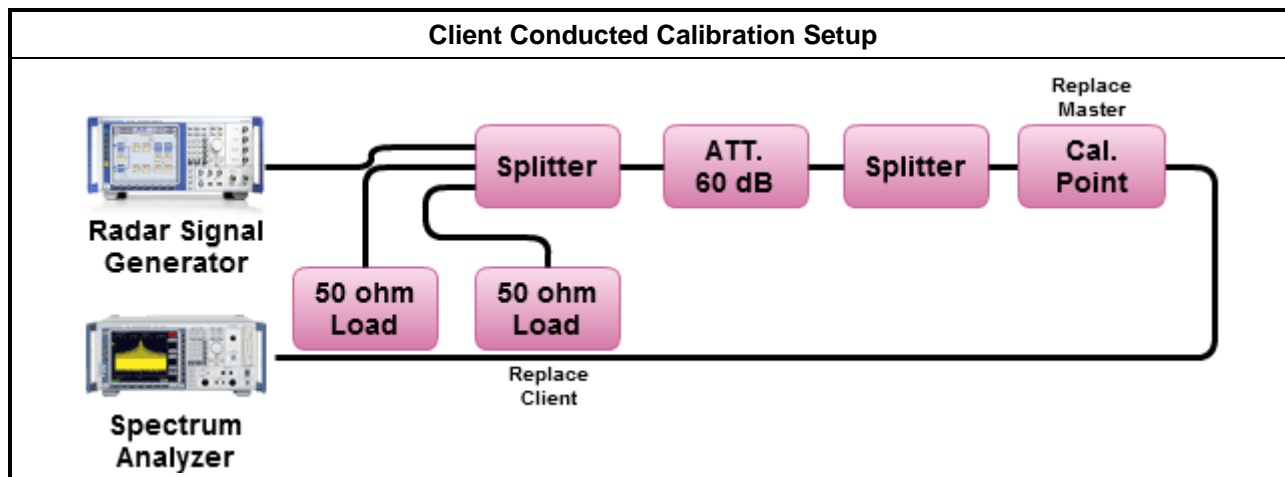 Client Conducted Calibration Setup
Replace
Master
Splitter
ATT.
60 dB
Splitter
Cal.
Point
Radar Signal
Generator
50 ohm
Load
50 ohm
Load
Replace
Client
Spectrum
Analyzer